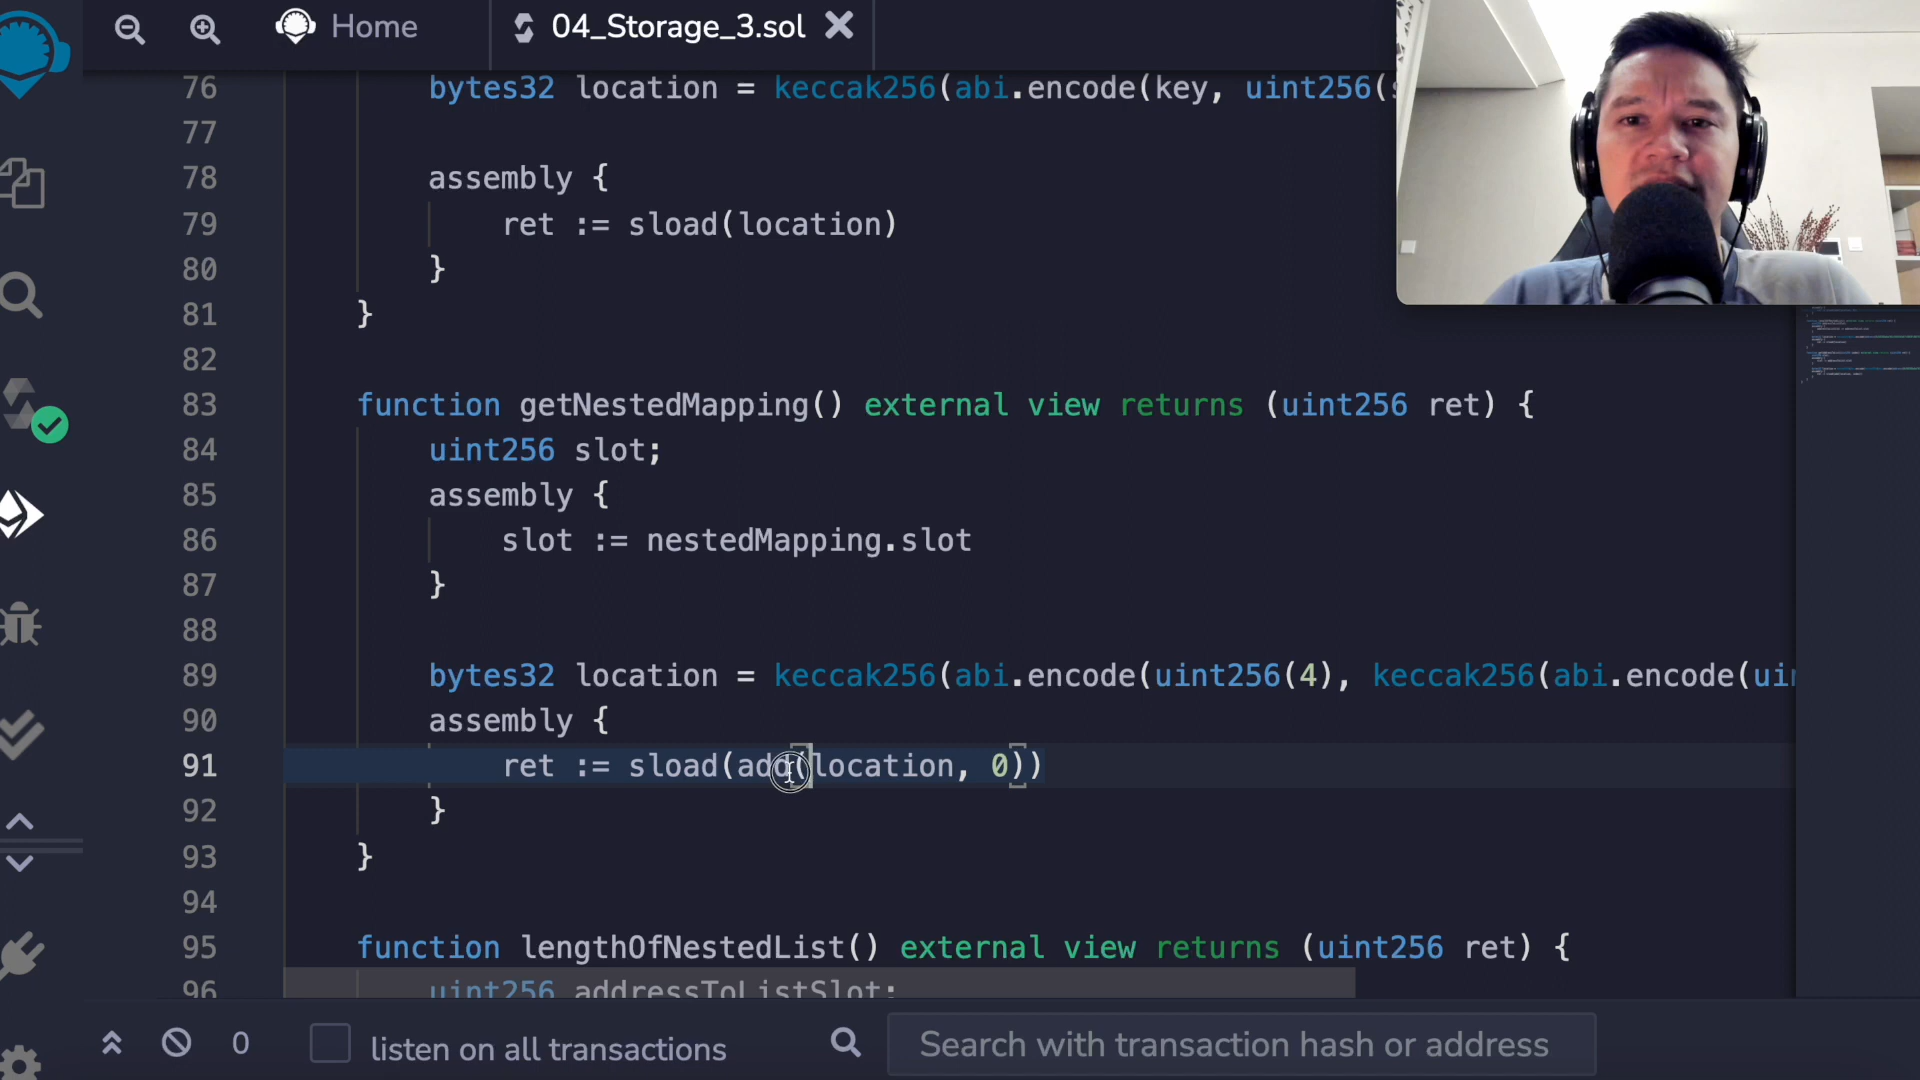 Home
04_Storage_3.sol
76 bytes32 location = keccak256(abi.encode(key, uint256(
77
78 assembly {
79 ret := sload(location)
80 }
81 }
82
83 function getNestedMapping() external view returns (uint256 ret) {
84 uint256 slot;
85 assembly {
86 slot := nestedMapping.slot
87 }
88
89 bytes32 location = keccak256(abi.encode(uint256(4), keccak256(abi.encode(ui
90 assembly {
91 ret := sload(add(location, 0))
92 }
93 }
94
95 function lengthOfNestedList() external view returns (uint256 ret) {
96 uint256 addressToListSlot;
0
listen on all transactions
Search with transaction hash or address